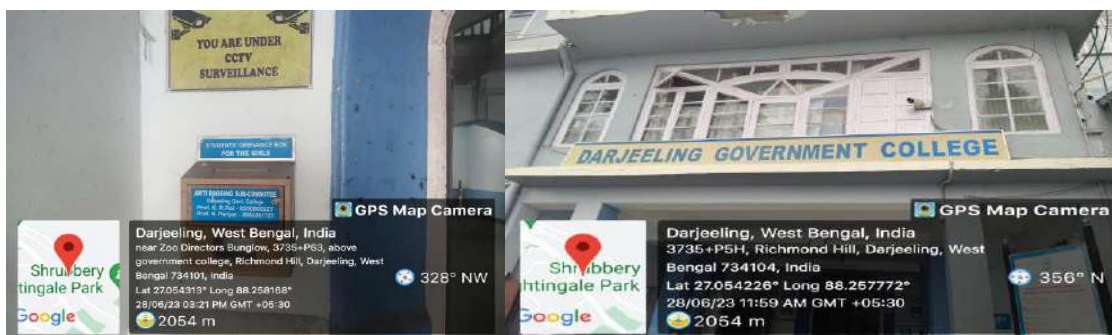 YOU ARE UNDER
CCTV
SURVEILLANCE
STUDENTS' GRIEVANCE BOX
FOR THE GIRLS
ANTI RAGGING SUB-COMMITTEE
Darjeeling Govt. College
GPS Map Camera
Darjeeling, West Bengal, India
near Zoo Directors Bunglow, 3735+P63, above
government college, Richmond Hill, Darjeeling, West
Bengal 734101, india
Lat 27.054313° Long 88.258168°
28/06/23 03:21 PM GMT +05:30
2054 m
328° NW
Shrubbery
tingale Park
Google
DARJEELING GOVERNMENT COLLEGE
GPS Map Camera
Darjeeling, West Bengal, India
3735+P5H, Richmond Hill, Darjeeling, West
Bengal 734104, India
Lat 27.054226° Long 88.257772°
28/06/23 11:59 AM GMT +05:30
2054 m
356° N
Shrubbery
htingale Park
Google